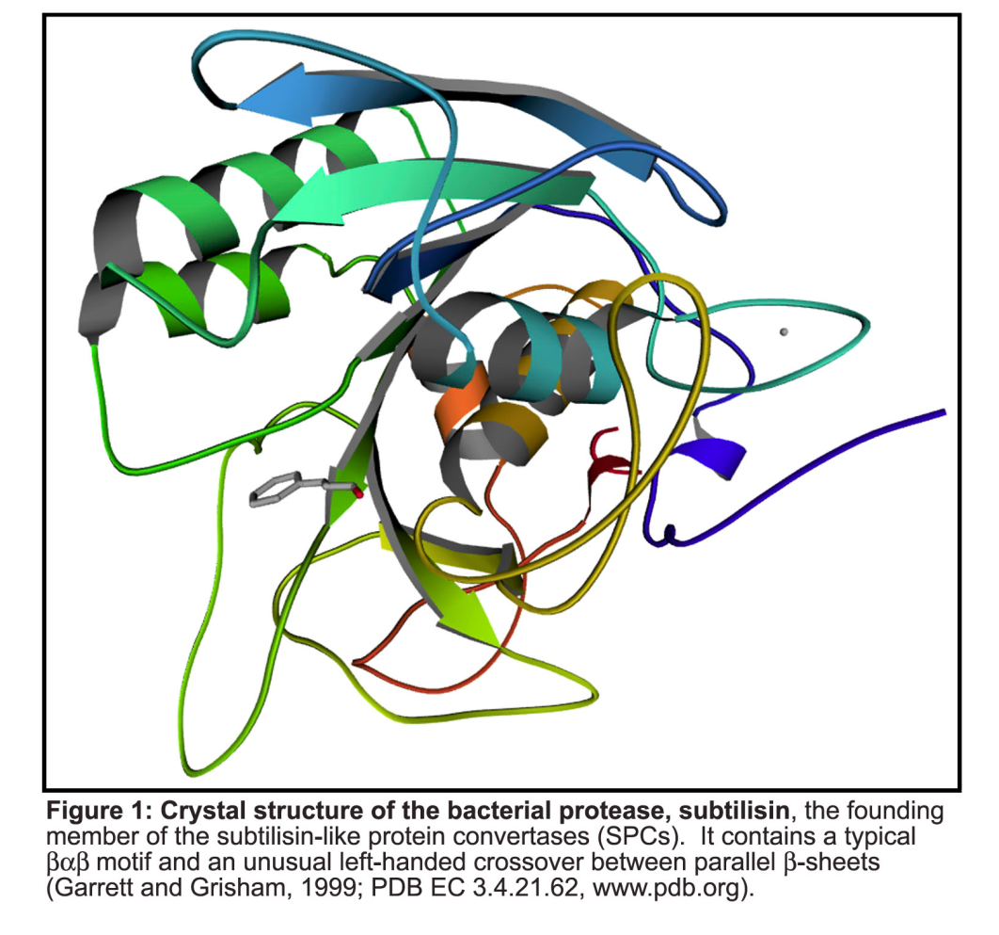 Figure 1: Crystal structure of the bacterial protease, subtilisin, the founding
member of the subtilisin-like protein convertases (SPCs).  It contains a typical
βαβ motif and an unusual left-handed crossover between parallel β-sheets
(Garrett and Grisham, 1999; PDB EC 3.4.21.62, www.pdb.org).